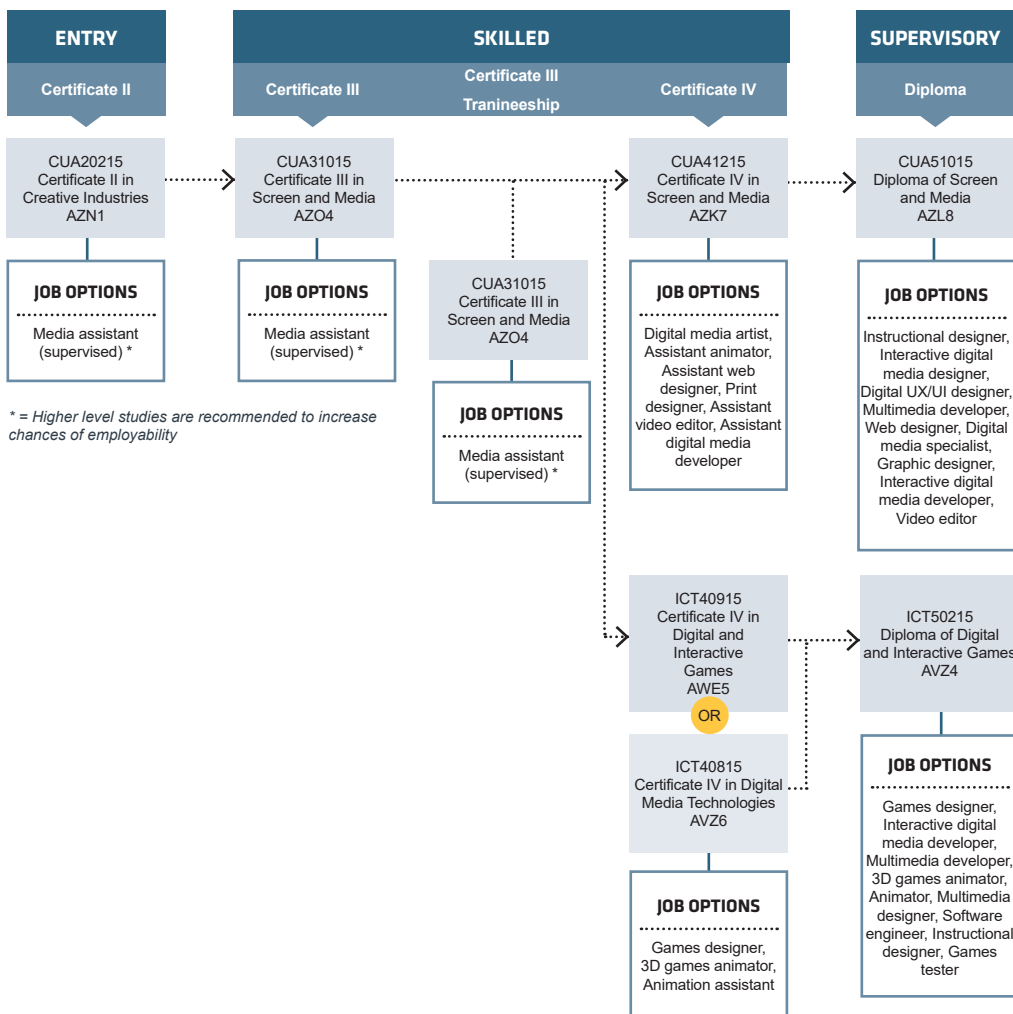 ENTRY
SKILLED
SUPERVISORY
Certificate II
Certificate III
Certificate III
Tranineeship
Certificate IV
Diploma
CUA20215
Certificate II in
Creative Industries
AZN1
CUA31015
Certificate III in
Screen and Media
AZO4
CUA41215
Certificate IV in
Screen and Media
AZK7
CUA51015
Diploma of Screen
and Media
AZL8
JOB OPTIONS
Media assistant
(supervised) *
JOB OPTIONS
Media assistant
(supervised) *
CUA31015
Certificate III in
Screen and Media
AZO4
JOB OPTIONS
Media assistant
(supervised) *
JOB OPTIONS
Digital media artist,
Assistant animator,
Assistant web
designer, Print
designer, Assistant
video editor, Assistant
digital media
developer
JOB OPTIONS
Instructional designer,
Interactive digital
media designer,
Digital UX/UI designer,
Multimedia developer,
Web designer, Digital
media specialist,
Graphic designer,
Interactive digital
media developer,
Video editor
* = Higher level studies are recommended to increase
chances of employability
ICT40915
Certificate IV in
Digital and
Interactive
Games
AWE5
OR
ICT40815
Certificate IV in Digital
Media Technologies
AVZ6
JOB OPTIONS
Games designer,
3D games animator,
Animation assistant
ICT50215
Diploma of Digital
and Interactive Games
AVZ4
JOB OPTIONS
Games designer,
Interactive digital
media developer,
Multimedia developer,
3D games animator,
Animator, Multimedia
designer, Software
engineer, Instructional
designer, Games
tester